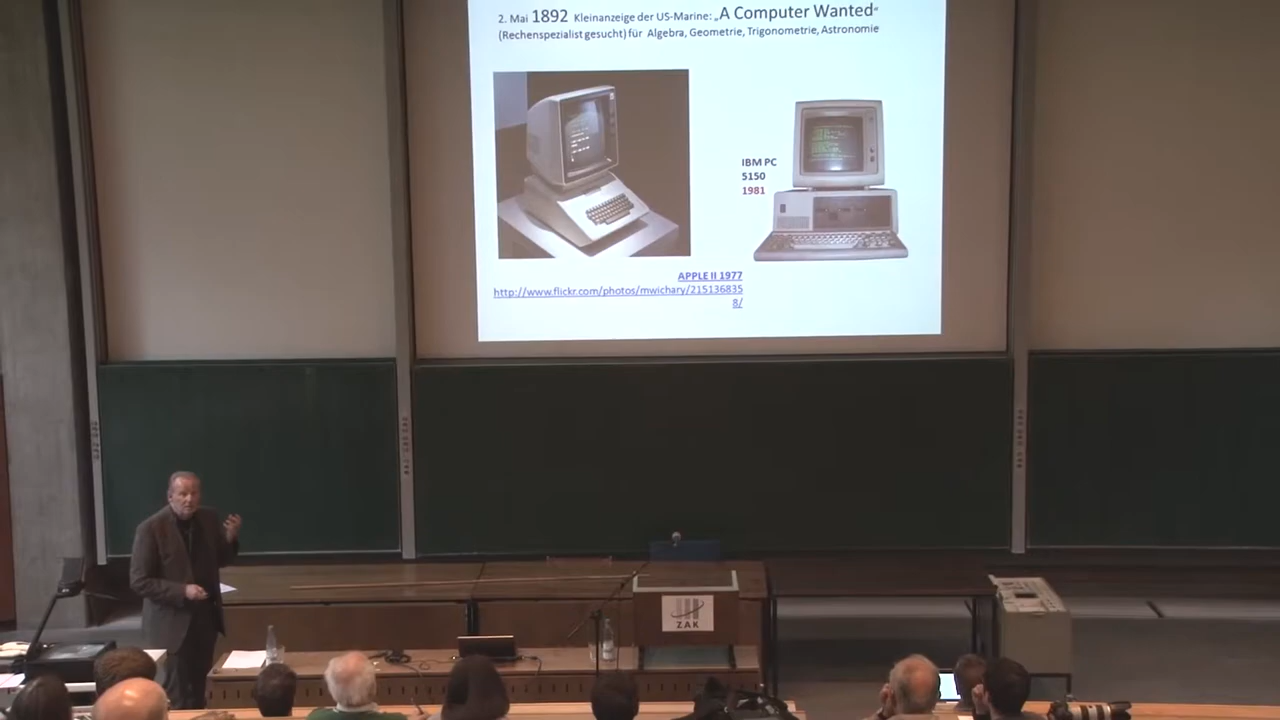 2. Mai 1892 Kleinanzeige der US-Marine: „A Computer Wanted“
(Rechenspezialist gesucht) für Algebra, Geometrie, Trigonometrie, Astronomie
IBM PC
5150
1981
APPLE II 1977
http://www.flickr.com/photos/mwichary/215136835
8/
ZAK